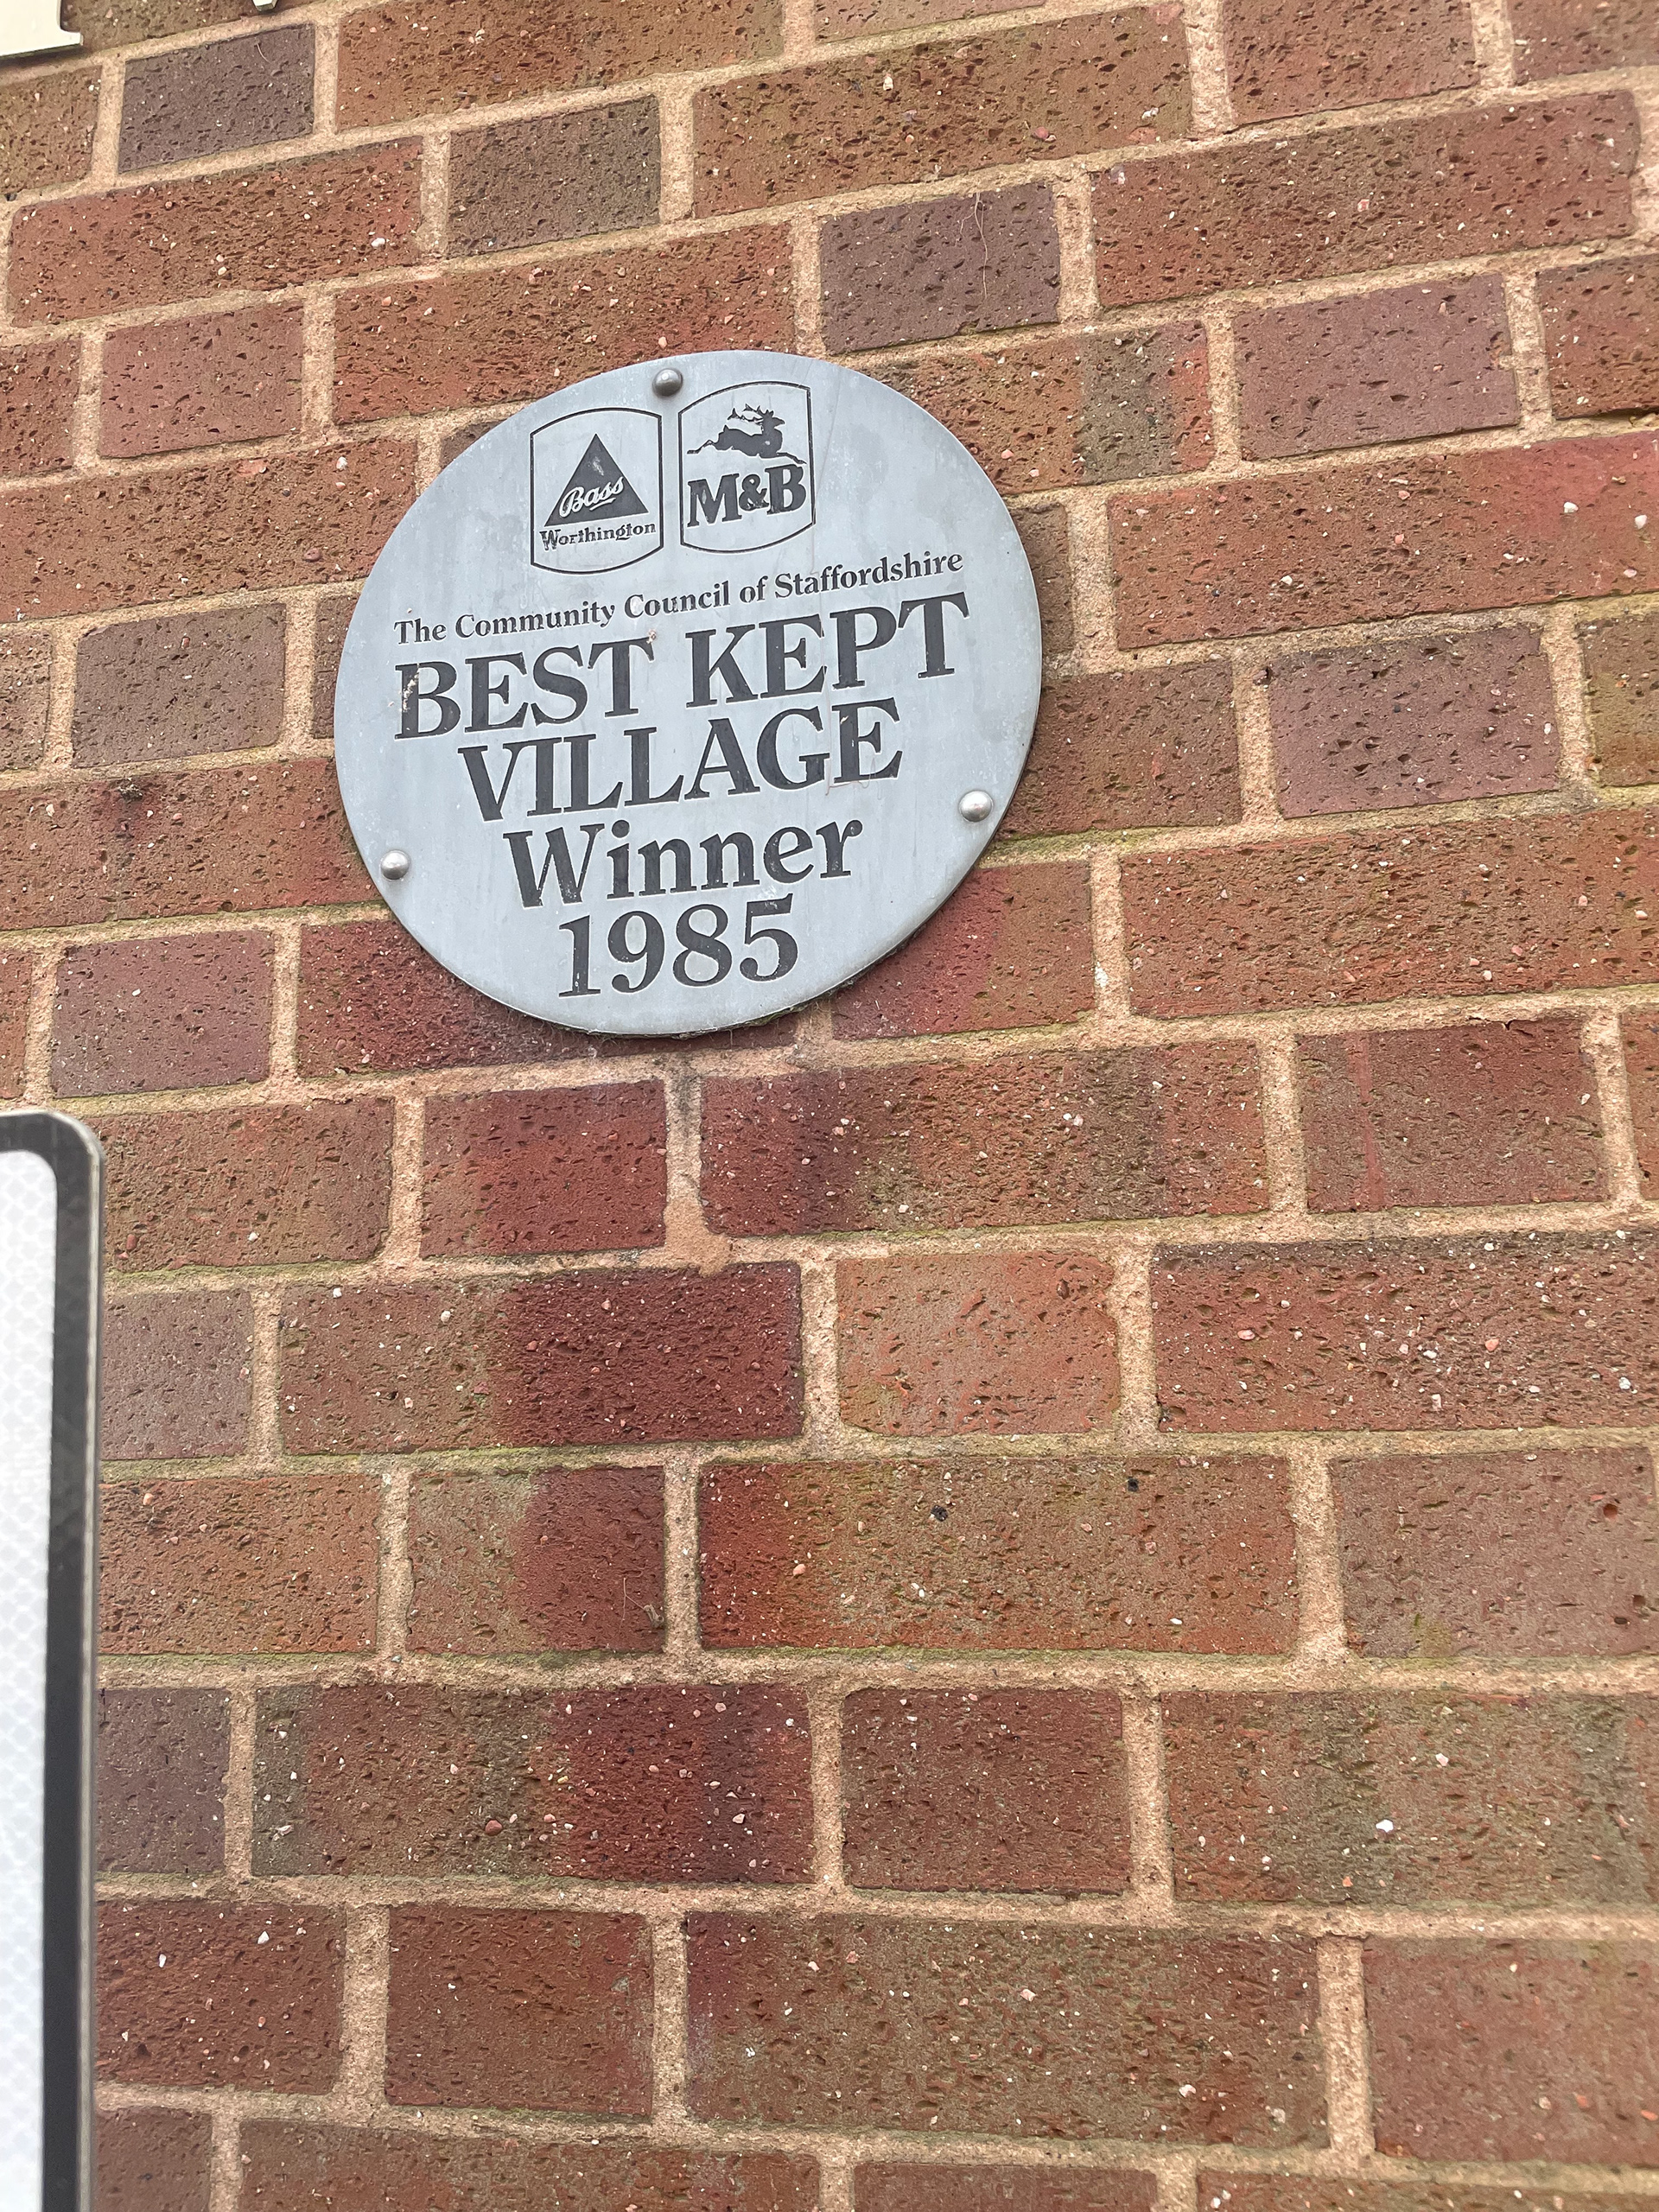 Bass
Worthington
M&B
The Community Council of Staffordshire
BEST KEPT
VILLAGE
Winner
1985